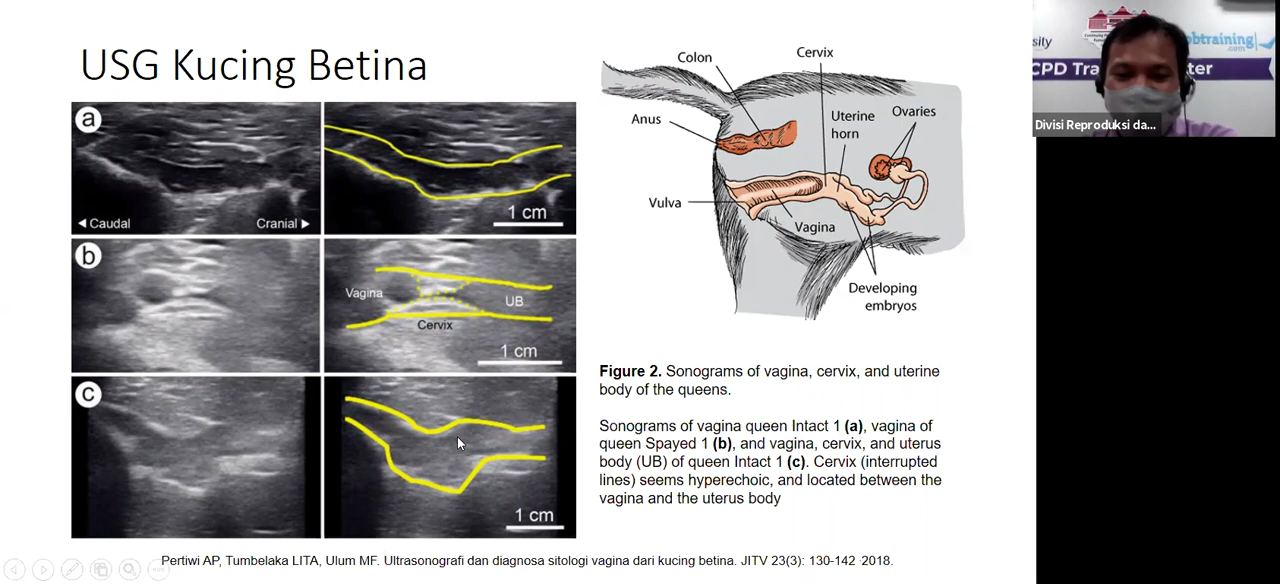 USG Kucing Betina
a
◄ Caudal
Cranial ►
1 cm
b
Vagina
UB
Cervix
1 cm
c
1 cm
Colon
Cervix
Anus
Uterine
horn
Ovaries
Vulva
Vagina
Developing
embryos
Figure 2. Sonograms of vagina, cervix, and uterine
body of the queens.
Sonograms of vagina queen Intact 1 (a), vagina of
queen Spayed 1 (b), and vagina, cervix, and uterus
body (UB) of queen Intact 1 (c). Cervix (interrupted
lines) seems hyperechoic, and located between the
vagina and the uterus body
Pertiwi AP, Tumbelaka LITA, Ulum MF. Ultrasonografi dan diagnosa sitologi vagina dari kucing betina. JITV 23(3): 130-142 2018.
sity
obtraining
.com
CPD Tra ter
Divisi Reproduksi da...